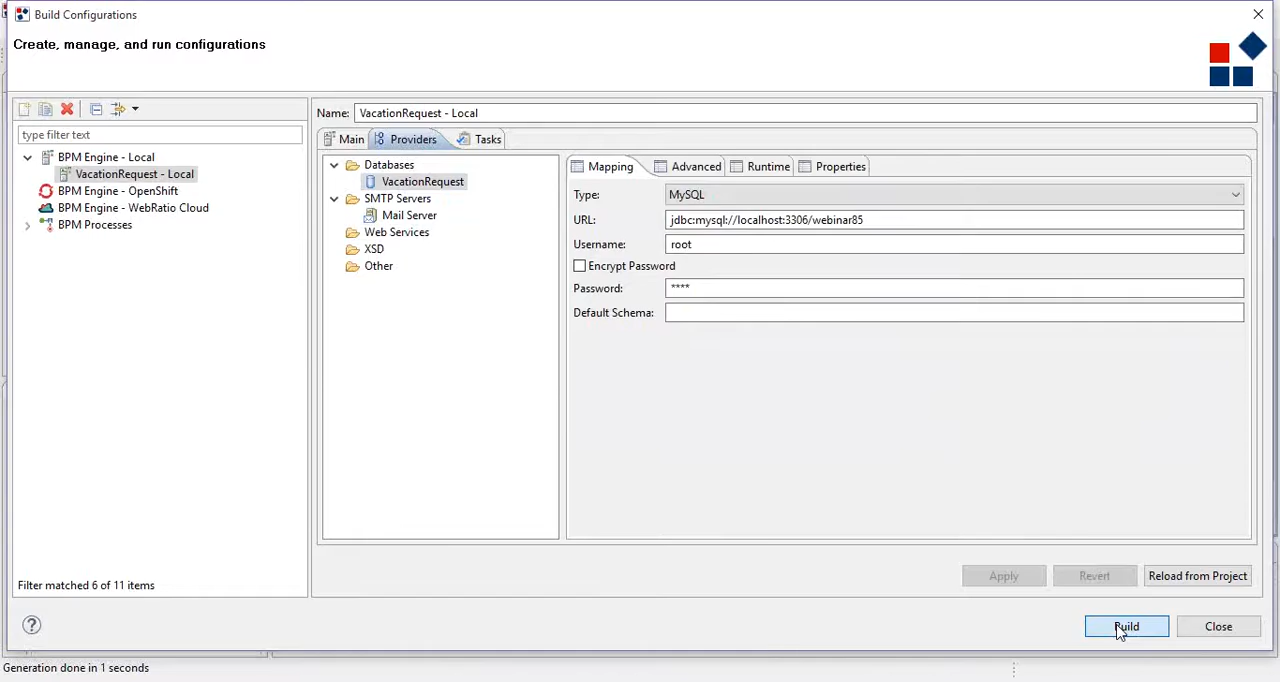 Build Configurations
Create, manage, and run configurations
type filter text
BPM Engine - Local
VacationRequest - Local
BPM Engine - OpenShift
BPM Engine - WebRatio Cloud
BPM Processes
Filter matched 6 of 11 items
Name: VacationRequest - Local
Main Providers Tasks
Databases
VacationRequest
SMTP Servers
Mail Server
Web Services
XSD
Other
Mapping Advanced Runtime Properties
Type: MySQL
URL: jdbc:mysql://localhost:3306/webinar85
Username: root
Encrypt Password
Password: ****
Default Schema:
Apply Revert Reload from Project
Build Close
Generation done in 1 seconds